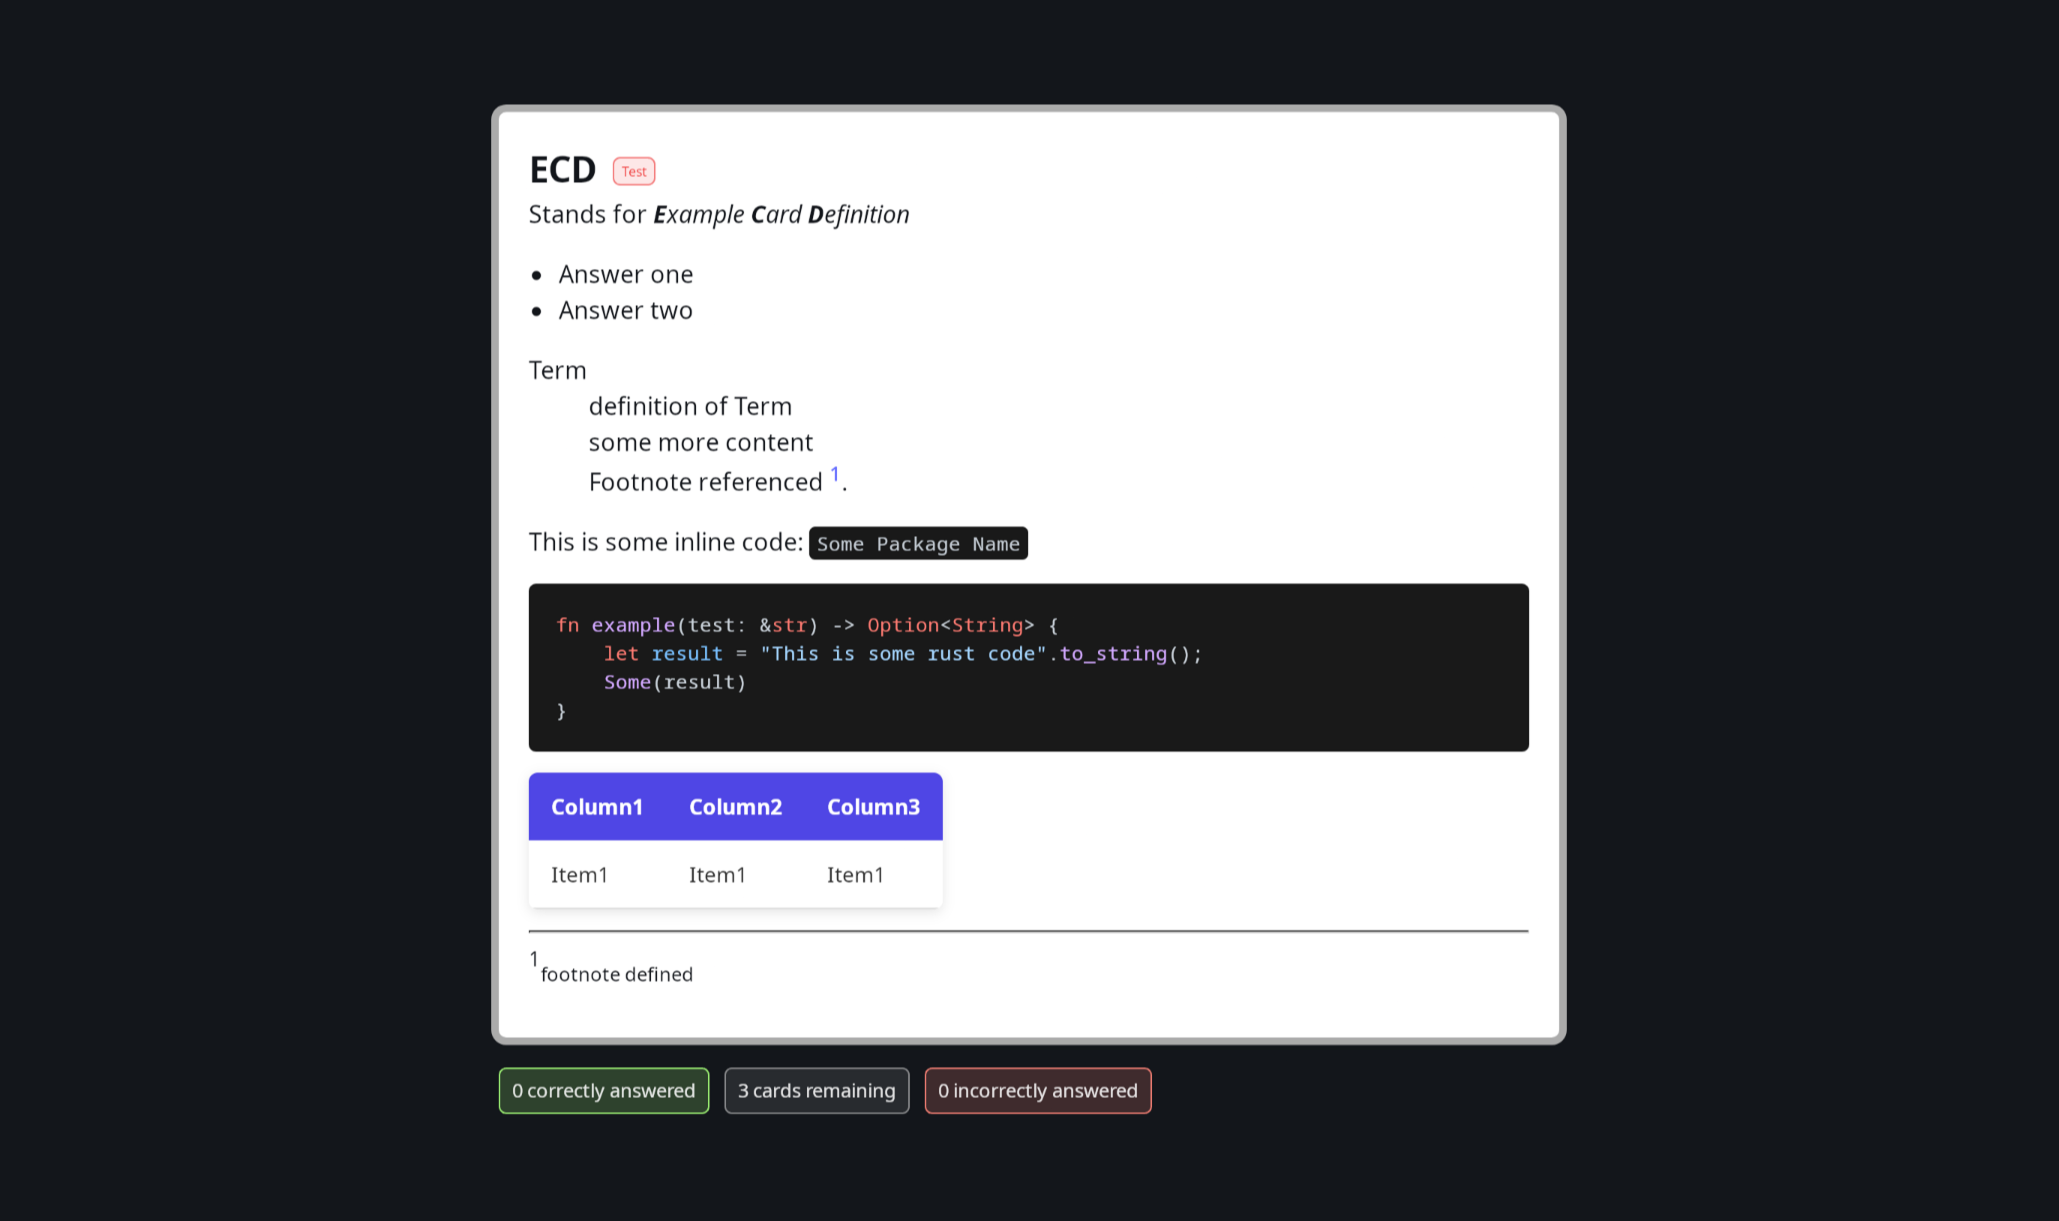 ECD Test
Stands for Example Card Definition
• Answer one
• Answer two
Term
definition of Term
some more content
Footnote referenced 1.
This is some inline code: Some Package Name
fn example(test: &str) -> Option<String> {
    let result = "This is some rust code".to_string();
    Some(result)
}
Column1 Column2 Column3
Item1 Item1 Item1
1 footnote defined
0 correctly answered 3 cards remaining 0 incorrectly answered